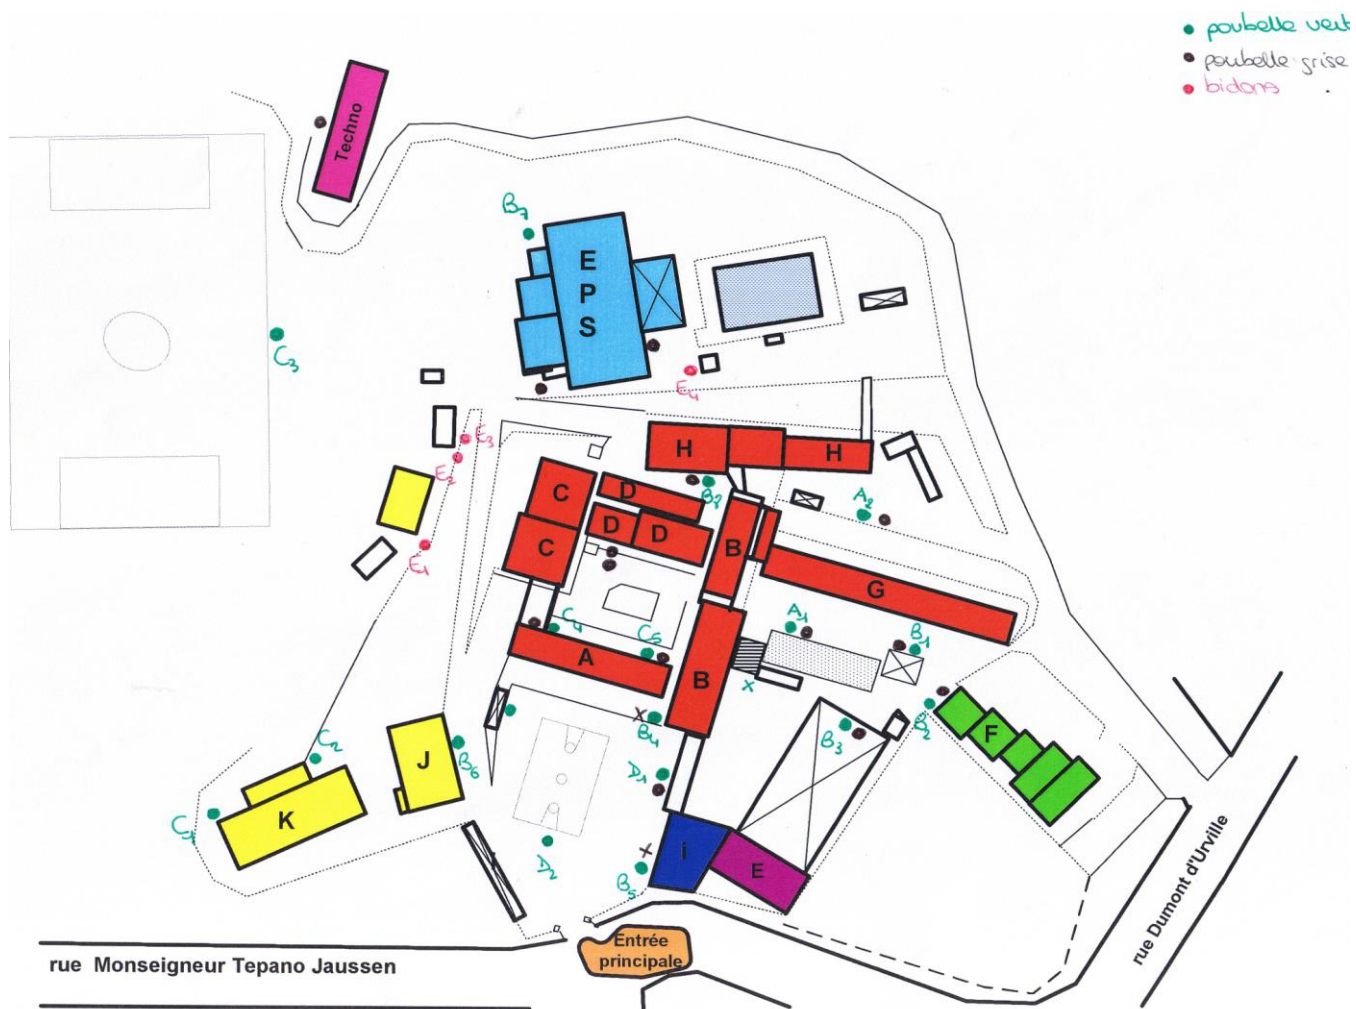 poubelle vert
poubelle grise
bidons
Techno
B7
E
P
S
C3
E4
E3
E2
H
H
B7
A2
C
D
D
D
C
B
G
E1
C4
C5
A1
B1
A
B
x
B2
F
B4
B3
C2
J
B6
D1
C1
K
D2
B5
i
E
Entrée
principale
rue Monseigneur Tepano Jaussen
rue Dumont d'Urville